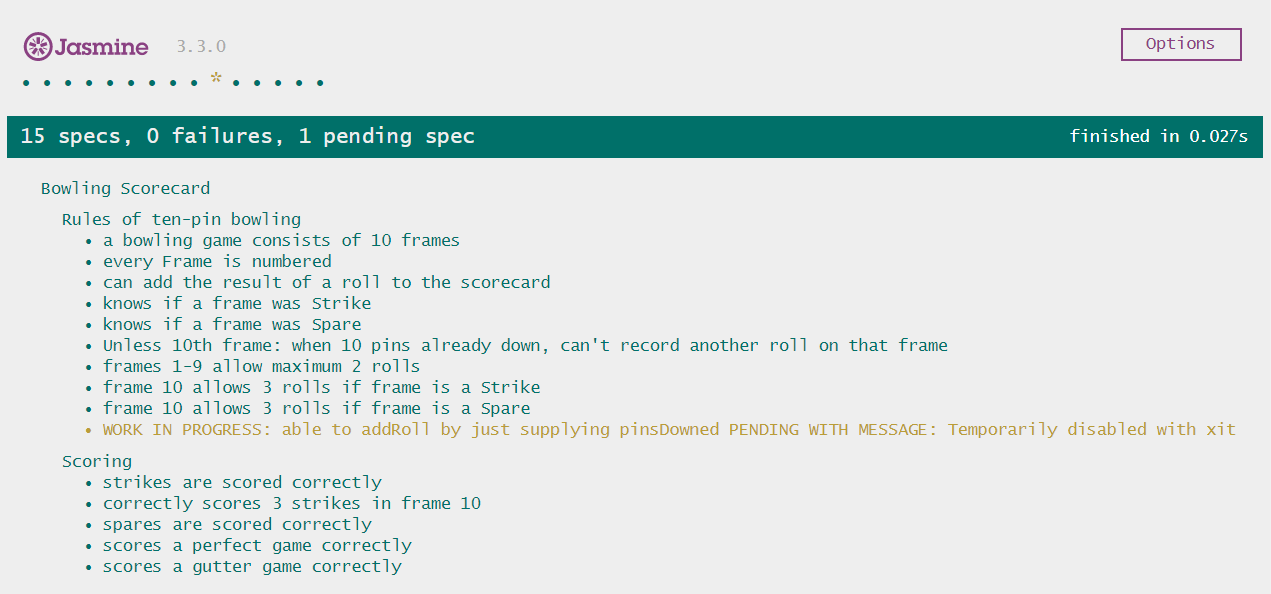 Jasmine 3.3.0 Options
• • • • • • • • • * • • • • •
15 specs, 0 failures, 1 pending spec finished in 0.027s
Bowling Scorecard
Rules of ten-pin bowling
• a bowling game consists of 10 frames
• every Frame is numbered
• can add the result of a roll to the scorecard
• knows if a frame was Strike
• knows if a frame was Spare
• Unless 10th frame: when 10 pins already down, can't record another roll on that frame
• frames 1-9 allow maximum 2 rolls
• frame 10 allows 3 rolls if frame is a Strike
• frame 10 allows 3 rolls if frame is a Spare
• WORK IN PROGRESS: able to addRoll by just supplying pinsDowned PENDING WITH MESSAGE: Temporarily disabled with xit
Scoring
• strikes are scored correctly
• correctly scores 3 strikes in frame 10
• spares are scored correctly
• scores a perfect game correctly
• scores a gutter game correctly